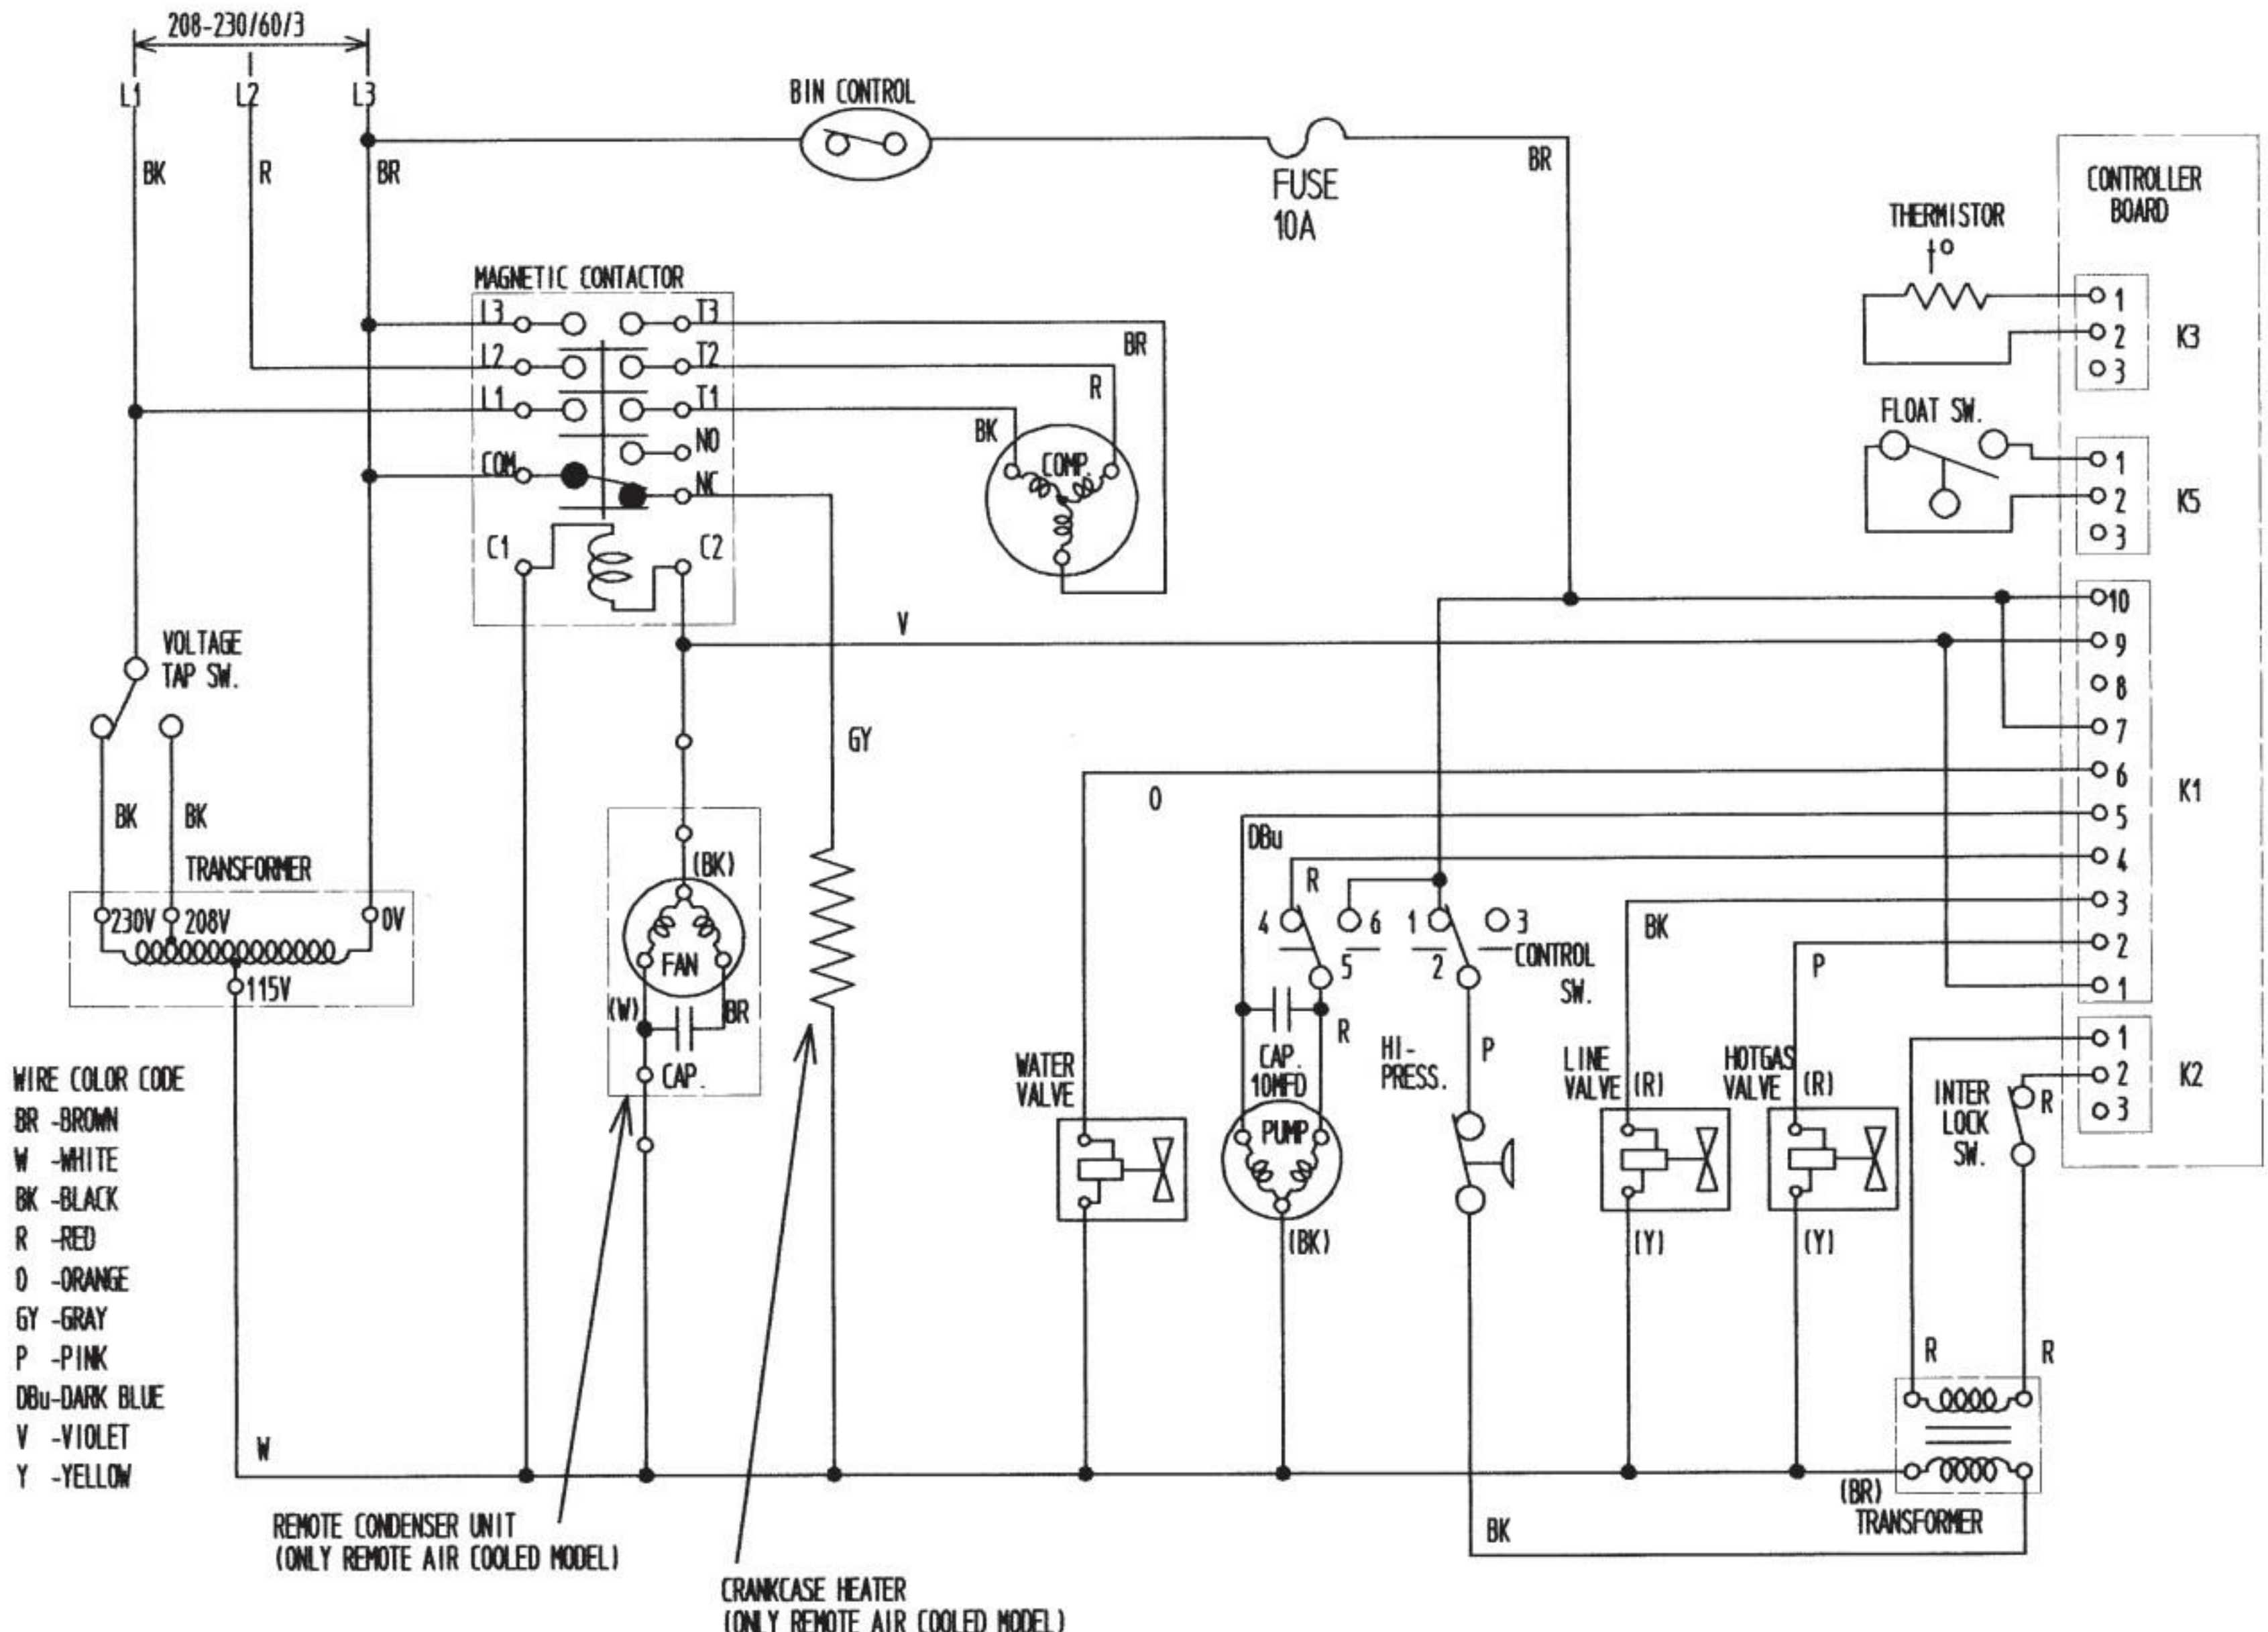 208-230/60/3
L1
L2
L3
BK
R
BR
BIN CONTROL
FUSE
10A
BR
CONTROLLER
BOARD
THERMISTOR
t°
1
2
3
K3
FLOAT SW.
1
2
3
K5
MAGNETIC CONTACTOR
L3
T3
L2
T2
L1
T1
NO
COM.
NC
C1
C2
BR
R
BK
COMP.
V
10
9
8
7
6
5
4
3
2
1
K1
VOLTAGE
TAP SW.
BK
BK
TRANSFORMER
230V
208V
0V
115V
GY
(BK)
FAN
(W)
BR
CAP.
O
DBu
R
4
6
1
3
5
2
CONTROL
SW.
BK
P
R
CAP.
10MFD
PUMP
(BK)
HI-
PRESS.
P
WATER
VALVE
LINE
VALVE
(R)
(Y)
HOTGAS
VALVE
(R)
(Y)
INTER
LOCK
SW.
R
1
2
3
K2
R
R
(BR)
TRANSFORMER
BK
W
WIRE COLOR CODE
BR -BROWN
W -WHITE
BK -BLACK
R -RED
O -ORANGE
GY -GRAY
P -PINK
DBu-DARK BLUE
V -VIOLET
Y -YELLOW
REMOTE CONDENSER UNIT
(ONLY REMOTE AIR COOLED MODEL)
CRANKCASE HEATER
(ONLY REMOTE AIR COOLED MODEL)